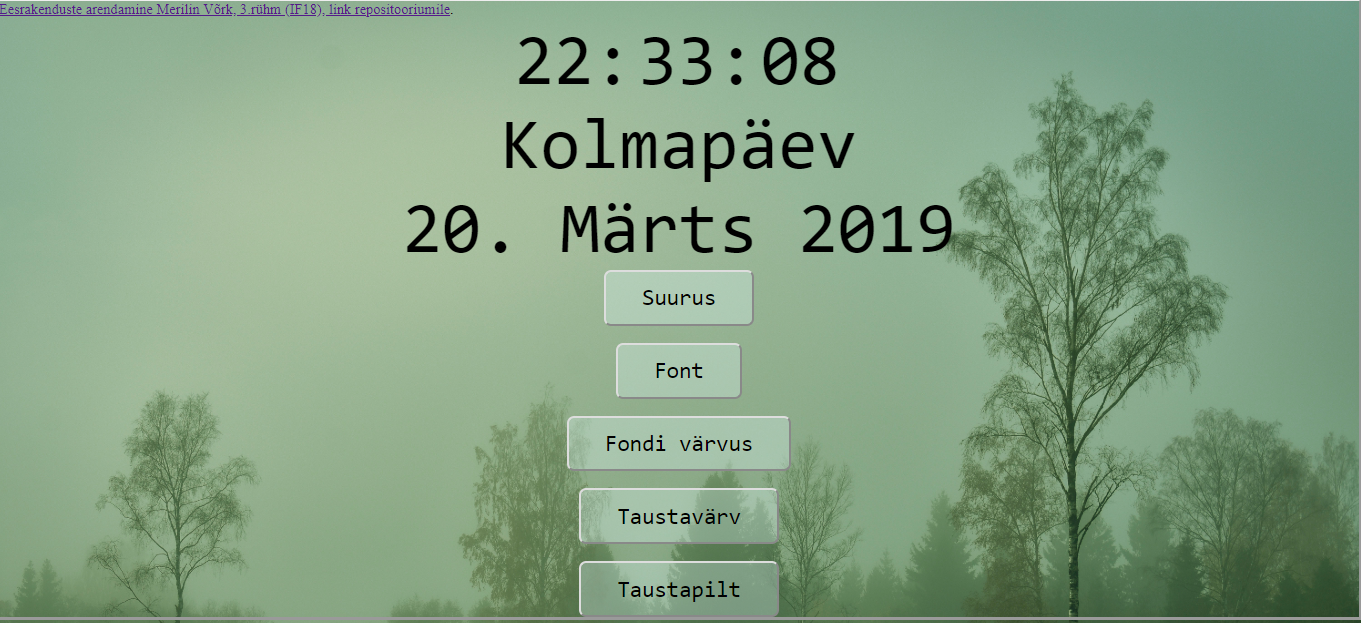 Eesrakenduste arendamine Merilin Võrk, 3.rühm (IF18), link repositooriumile.
22:33:08
Kolmapäev
20. Märts 2019
Suurus
Font
Fondi värvus
Taustavärv
Taustapilt